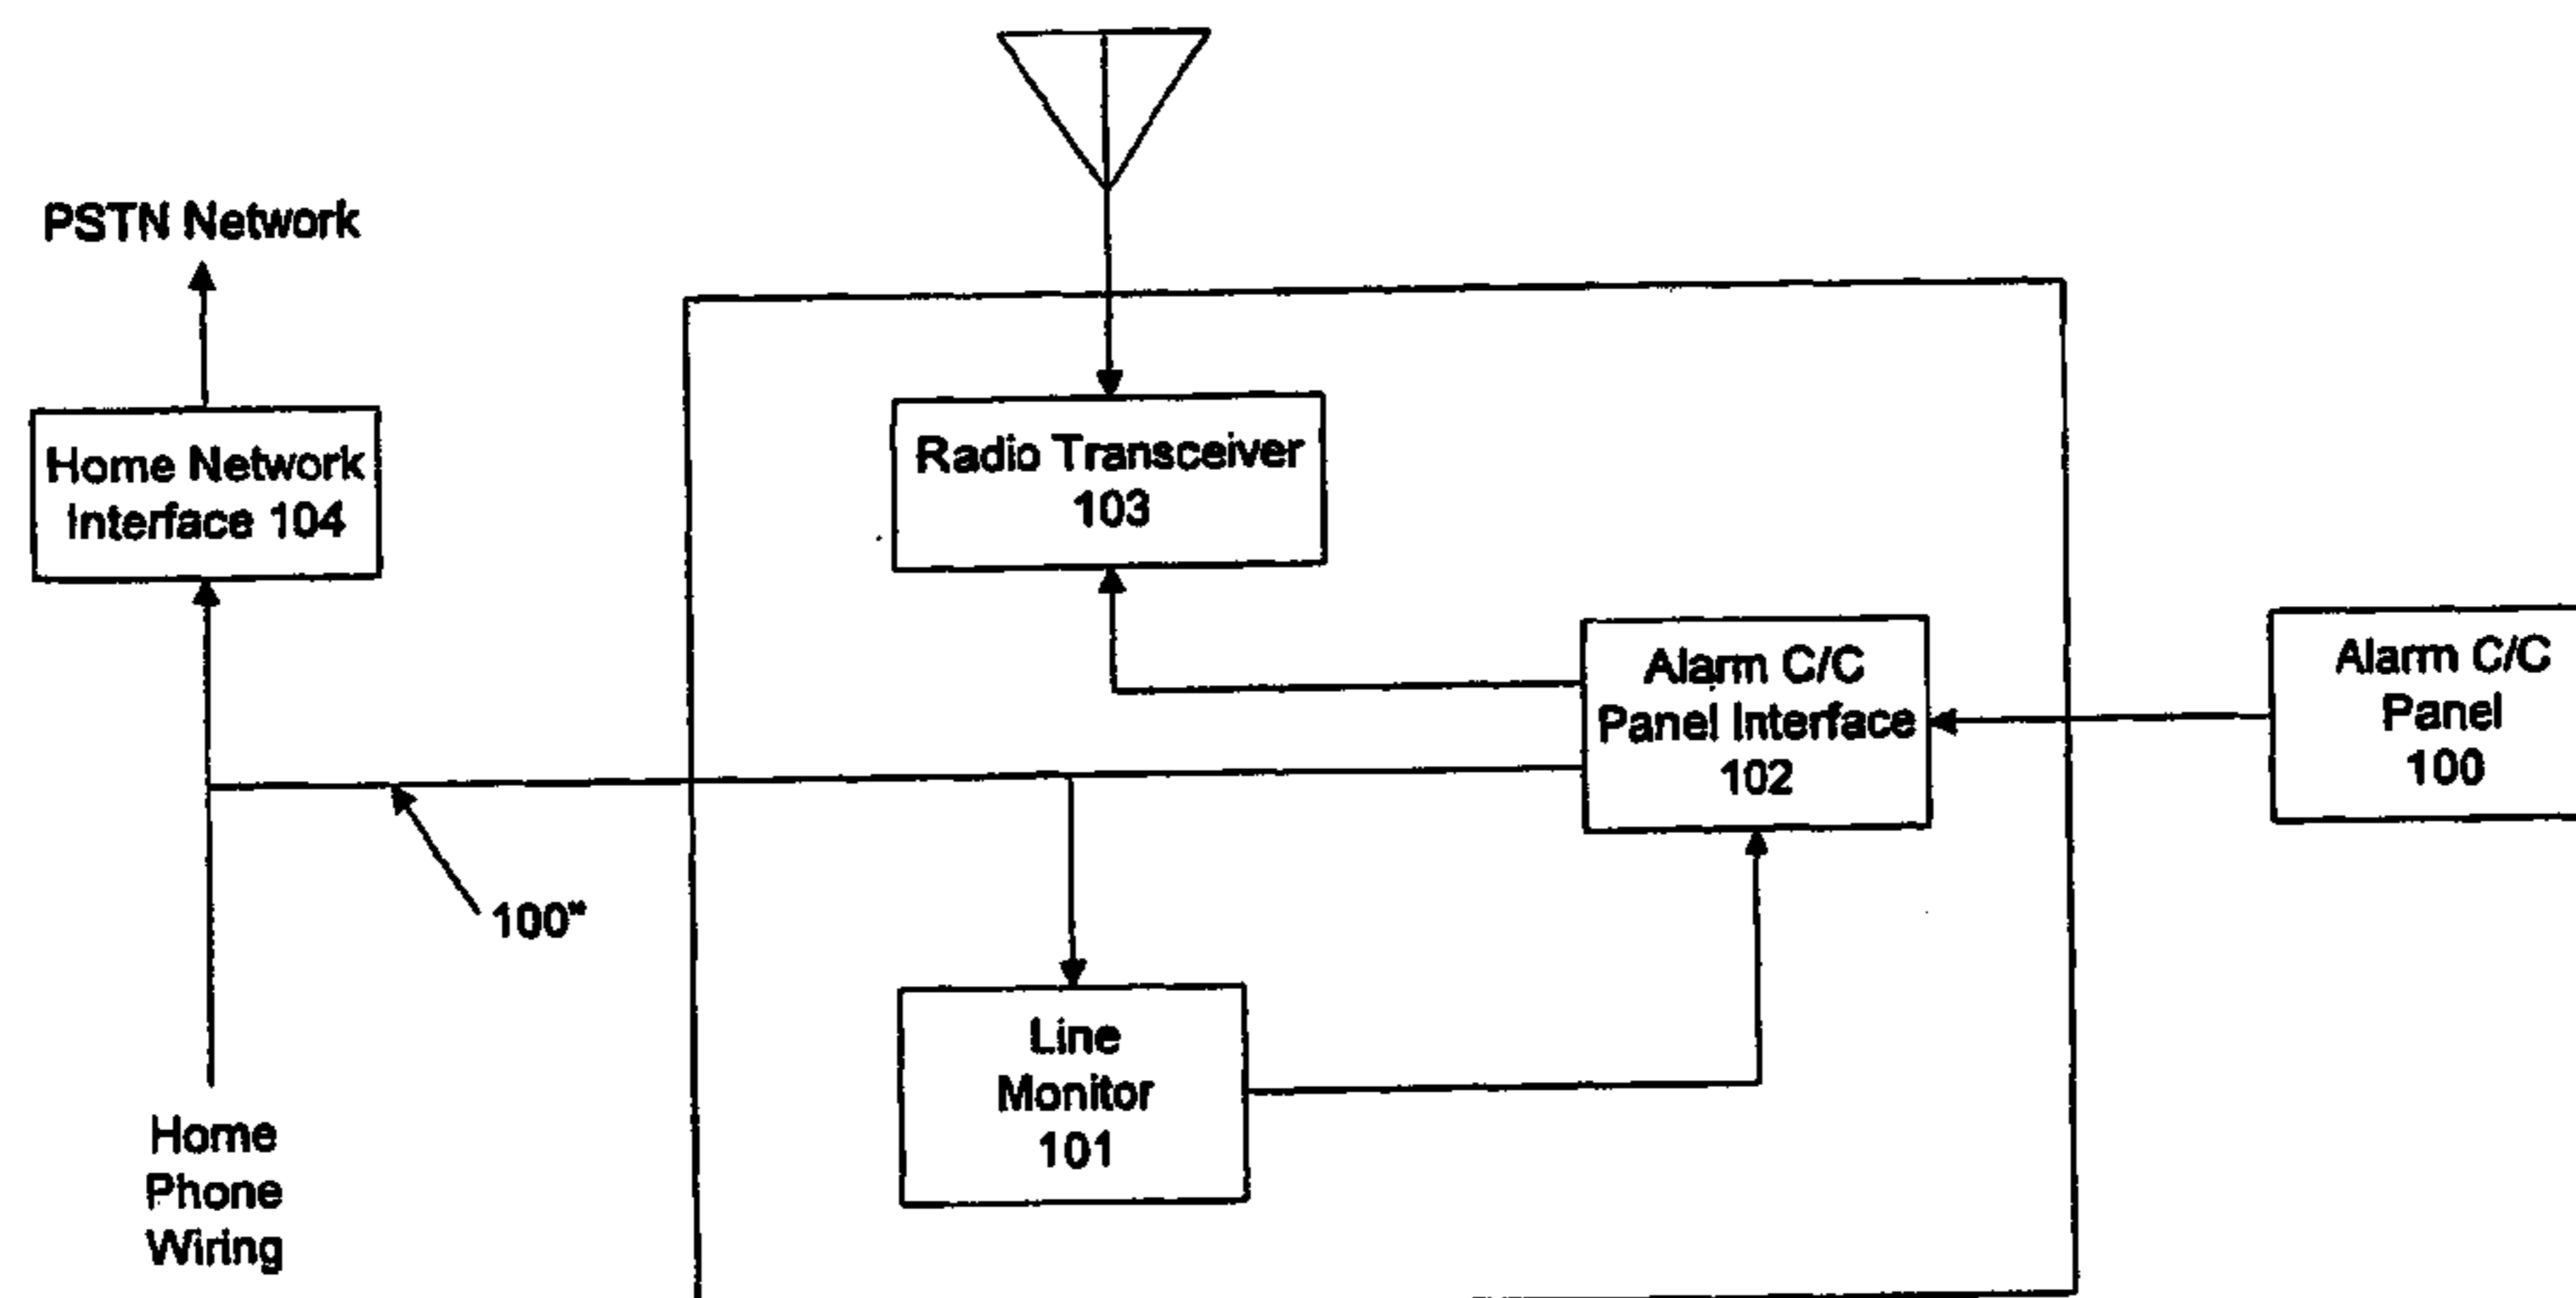 PSTN Network
Home Network
Interface 104
Radio Transceiver
103
Alarm C/C
Panel Interface
102
Alarm C/C
Panel
100
100"
Line
Monitor
101
Home
Phone
Wiring